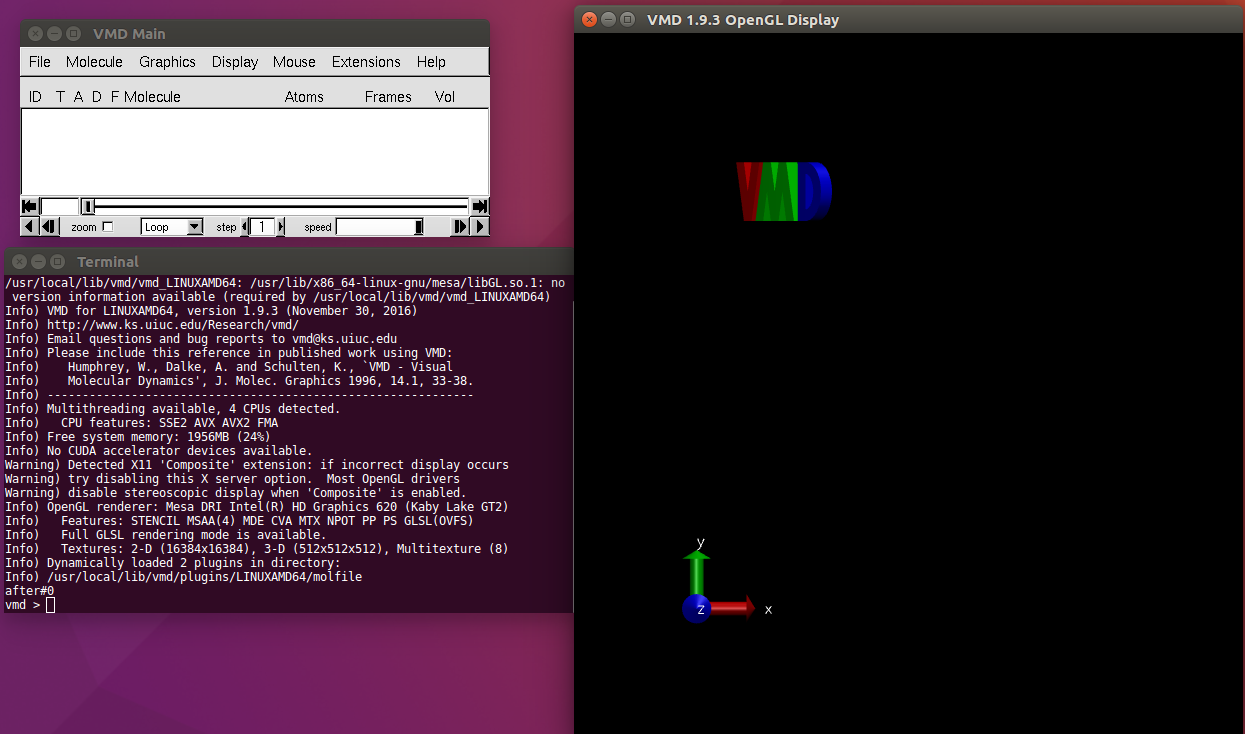 VMD Main
File Molecule Graphics Display Mouse Extensions Help
ID T A D F Molecule Atoms Frames Vol
zoom Loop step 1 speed
Terminal
/usr/local/lib/vmd/vmd_LINUXAMD64: /usr/lib/x86_64-linux-gnu/mesa/libGL.so.1: no
 version information available (required by /usr/local/lib/vmd/vmd_LINUXAMD64)
Info) VMD for LINUXAMD64, version 1.9.3 (November 30, 2016)
Info) http://www.ks.uiuc.edu/Research/vmd/
Info) Email questions and bug reports to vmd@ks.uiuc.edu
Info) Please include this reference in published work using VMD:
Info)    Humphrey, W., Dalke, A. and Schulten, K., `VMD - Visual
Info)    Molecular Dynamics', J. Molec. Graphics 1996, 14.1, 33-38.
Info) -------------------------------------------------------------
Info) Multithreading available, 4 CPUs detected.
Info)   CPU features: SSE2 AVX AVX2 FMA
Info) Free system memory: 1956MB (24%)
Info) No CUDA accelerator devices available.
Warning) Detected X11 'Composite' extension: if incorrect display occurs
Warning) try disabling this X server option.  Most OpenGL drivers
Warning) disable stereoscopic display when 'Composite' is enabled.
Info) OpenGL renderer: Mesa DRI Intel(R) HD Graphics 620 (Kaby Lake GT2)
Info)   Features: STENCIL MSAA(4) MDE CVA MTX NPOT PP PS GLSL(OVFS)
Info)   Full GLSL rendering mode is available.
Info)   Textures: 2-D (16384x16384), 3-D (512x512x512), Multitexture (8)
Info) Dynamically loaded 2 plugins in directory:
Info) /usr/local/lib/vmd/plugins/LINUXAMD64/molfile
after#0
vmd >
VMD 1.9.3 OpenGL Display
VMD
y
z x